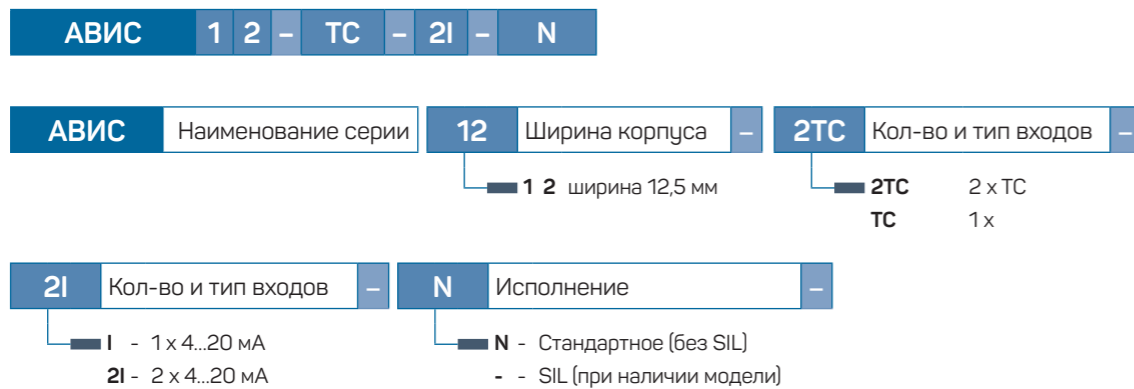 АВИС 1 2 – ТС – 2I – N
АВИС Наименование серии 12 Ширина корпуса – 2ТС Кол-во и тип входов –
1 2 ширина 12,5 мм 2ТС 2 x ТС
ТС 1 x
2I Кол-во и тип входов – N Исполнение –
I - 1 x 4...20 мА N - Стандартное (без SIL)
2I - 2 x 4...20 мА - - SIL (при наличии модели)